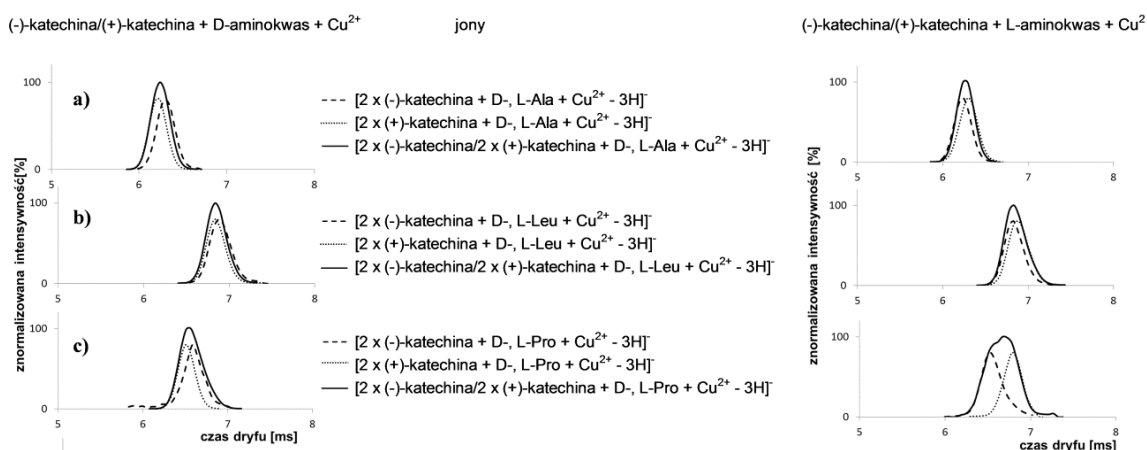 (-)-katechina/(+)-katechina + D-aminokwas + Cu²⁺
jony
(-)-katechina/(+)-katechina + L-aminokwas + Cu²
znormalizowana intensywność[%]
a)
100
0
5 6 7 8
[2 x (-)-katechina + D-, L-Ala + Cu²⁺ - 3H]⁻
[2 x (+)-katechina + D-, L-Ala + Cu²⁺ - 3H]⁻
[2 x (-)-katechina/2 x (+)-katechina + D-, L-Ala + Cu²⁺ - 3H]⁻
znormalizowana intensywność [%]
100
0
5 6 7 8
b)
100
0
5 6 7 8
[2 x (-)-katechina + D-, L-Leu + Cu²⁺ - 3H]⁻
[2 x (+)-katechina + D-, L-Leu + Cu²⁺ - 3H]⁻
[2 x (-)-katechina/2 x (+)-katechina + D-, L-Leu + Cu²⁺ - 3H]⁻
100
0
5 6 7 8
c)
100
0
5 6 7 8
czas dryfu [ms]
[2 x (-)-katechina + D-, L-Pro + Cu²⁺ - 3H]⁻
[2 x (+)-katechina + D-, L-Pro + Cu²⁺ - 3H]⁻
[2 x (-)-katechina/2 x (+)-katechina + D-, L-Pro + Cu²⁺ - 3H]⁻
100
0
5 6 7 8
czas dryfu [ms]